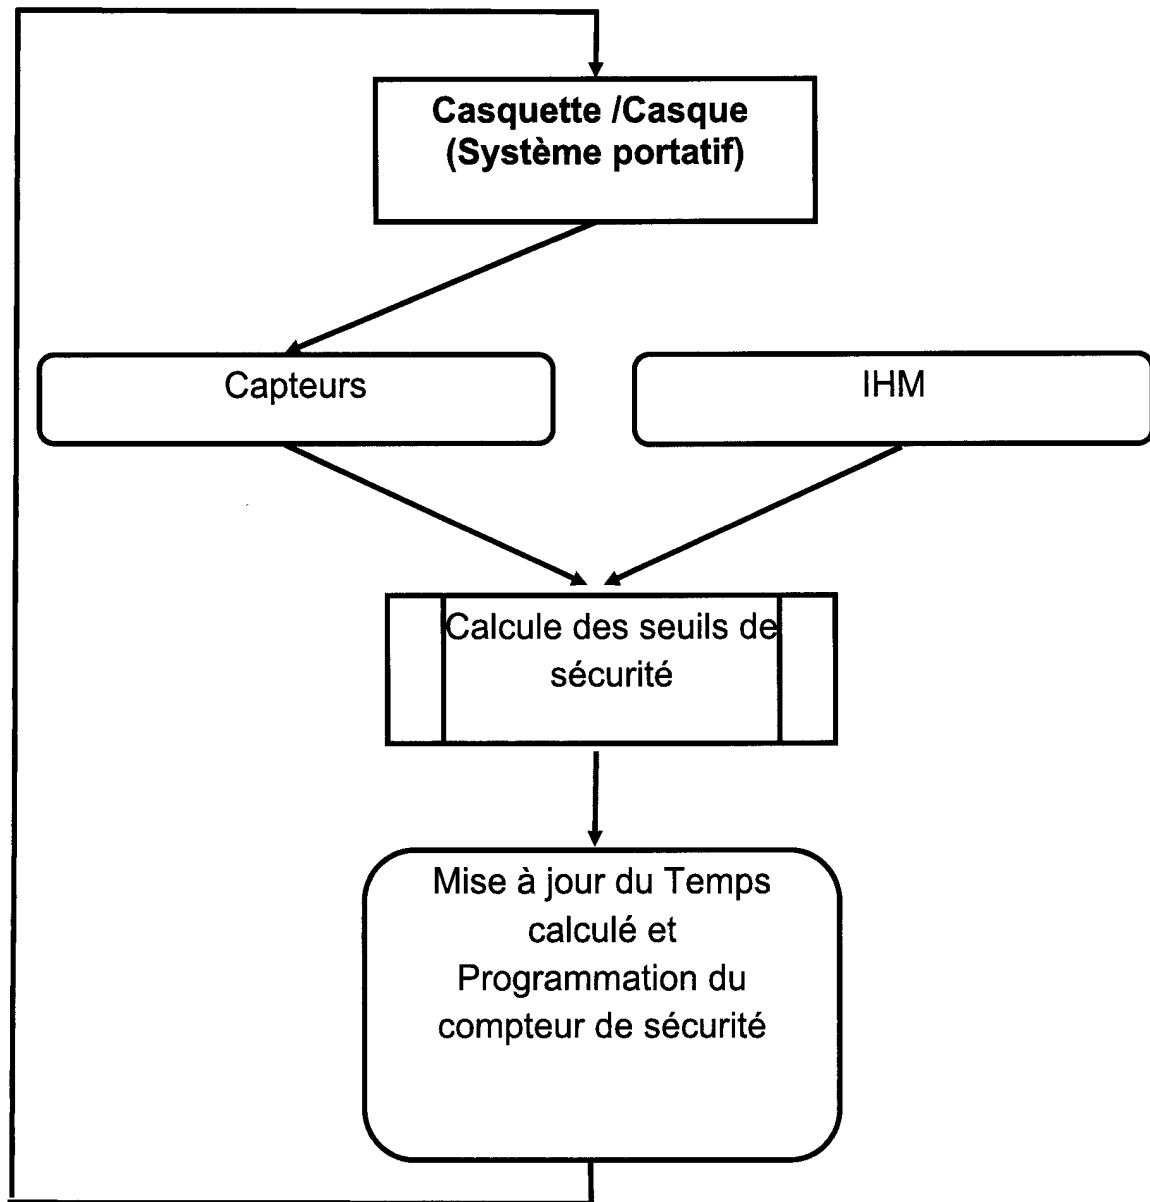 Casquette /Casque
(Système portatif)
Capteurs
IHM
Calcule des seuils de
sécurité
Mise à jour du Temps
calculé et
Programmation du
compteur de sécurité